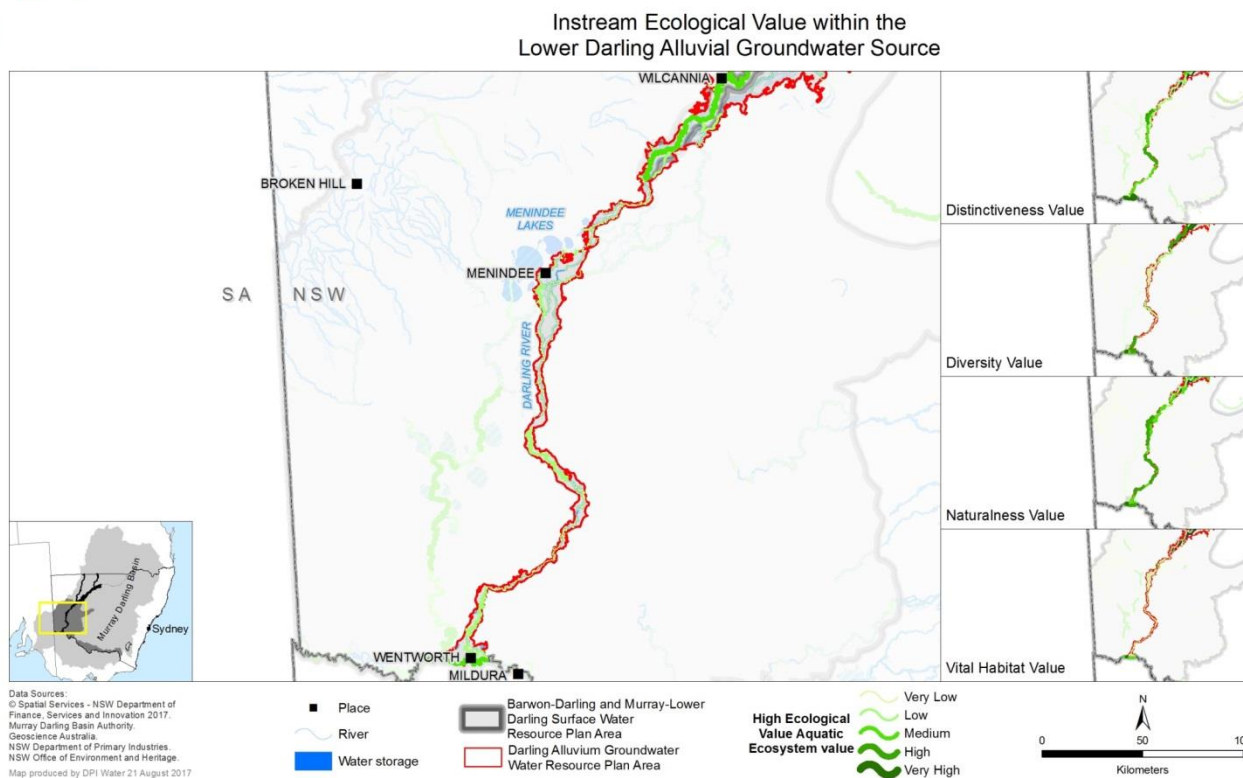 Instream Ecological Value within the
Lower Darling Alluvial Groundwater Source
WILCANNIA
BROKEN HILL
MENINDEE
LAKES
MENINDEE
SA NSW
DARLING RIVER
WENTWORTH
MILDURA
Distinctiveness Value
Diversity Value
Naturalness Value
Vital Habitat Value
Murray Darling Basin
Sydney
Data Sources:
© Spatial Services - NSW Department of
Finance, Services and Innovation 2017.
Murray Darling Basin Authority.
Geoscience Australia.
NSW Department of Primary Industries.
NSW Office of Environment and Heritage.
Map produced by DPI Water 21 August 2017
Place
River
Water storage
Barwon-Darling and Murray-Lower
Darling Surface Water
Resource Plan Area
Darling Alluvium Groundwater
Water Resource Plan Area
High Ecological
Value Aquatic
Ecosystem value
Very Low
Low
Medium
High
Very High
N
0 50
Kilometers